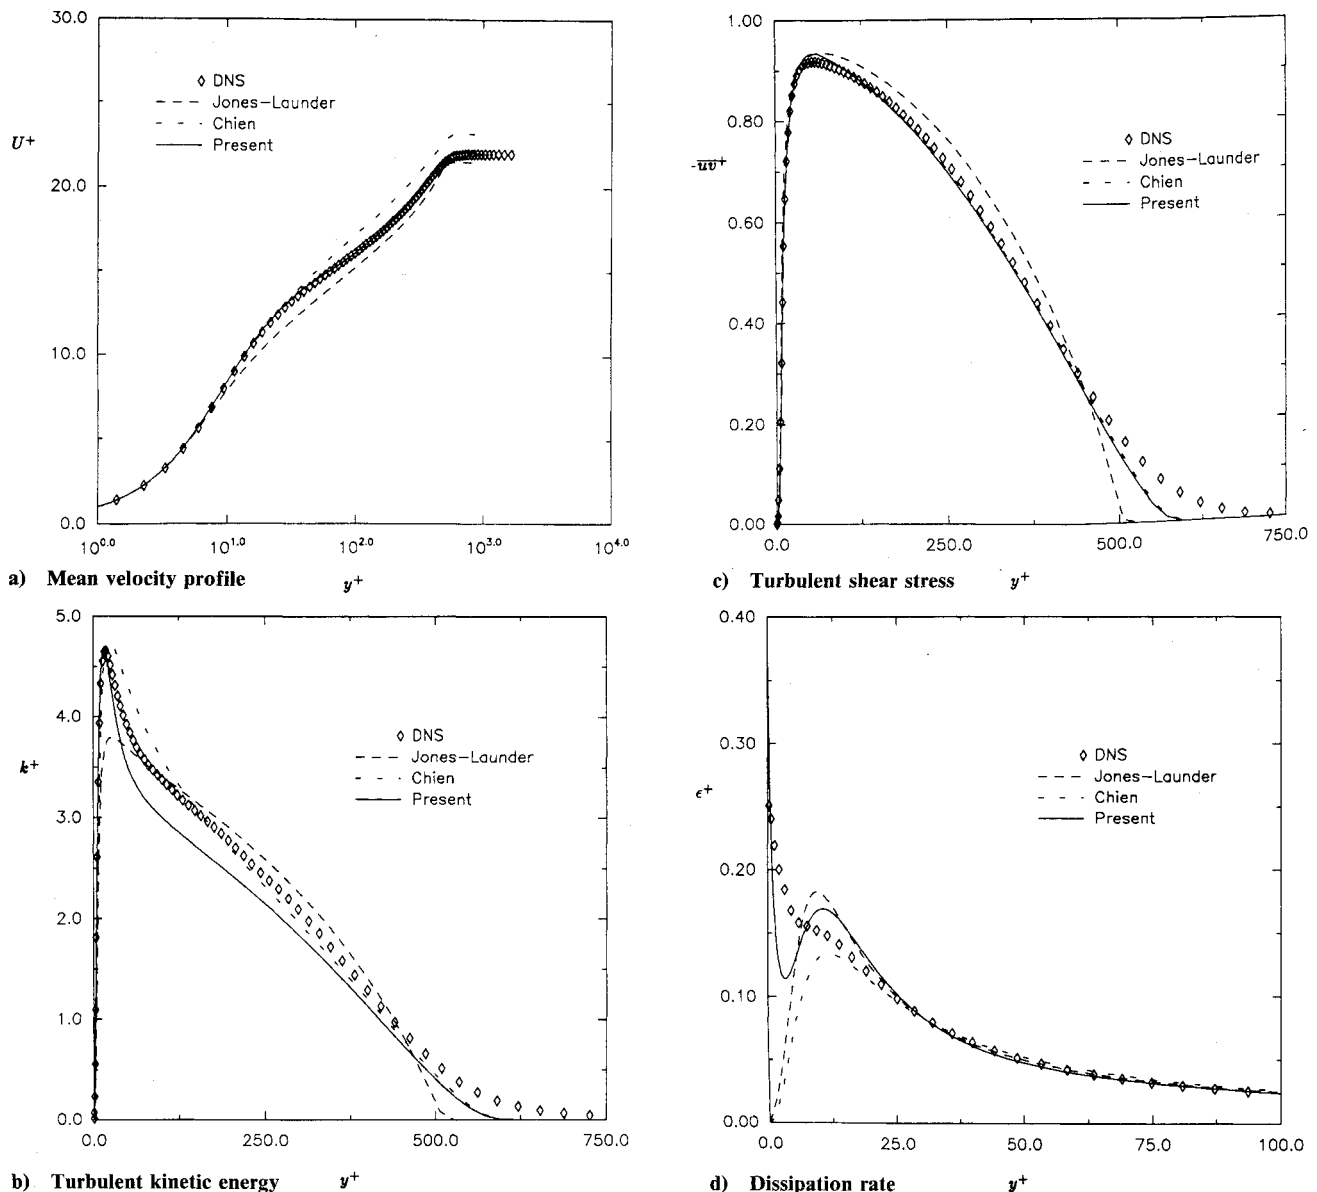 30.0
20.0
10.0
0.0
U+
DNS
Jones-Launder
Chien
Present
10^0.0
10^1.0
10^2.0
10^3.0
10^4.0
a) Mean velocity profile y+
1.00
0.80
0.60
0.40
0.20
0.00
-uv+
DNS
Jones-Launder
Chien
Present
0.0
250.0
500.0
750.0
c) Turbulent shear stress y+
5.0
4.0
3.0
2.0
1.0
0.0
k+
DNS
Jones-Launder
Chien
Present
0.0
250.0
500.0
750.0
b) Turbulent kinetic energy y+
0.40
0.30
0.20
0.10
0.00
ϵ+
DNS
Jones-Launder
Chien
Present
0.0
25.0
50.0
75.0
100.0
d) Dissipation rate y+